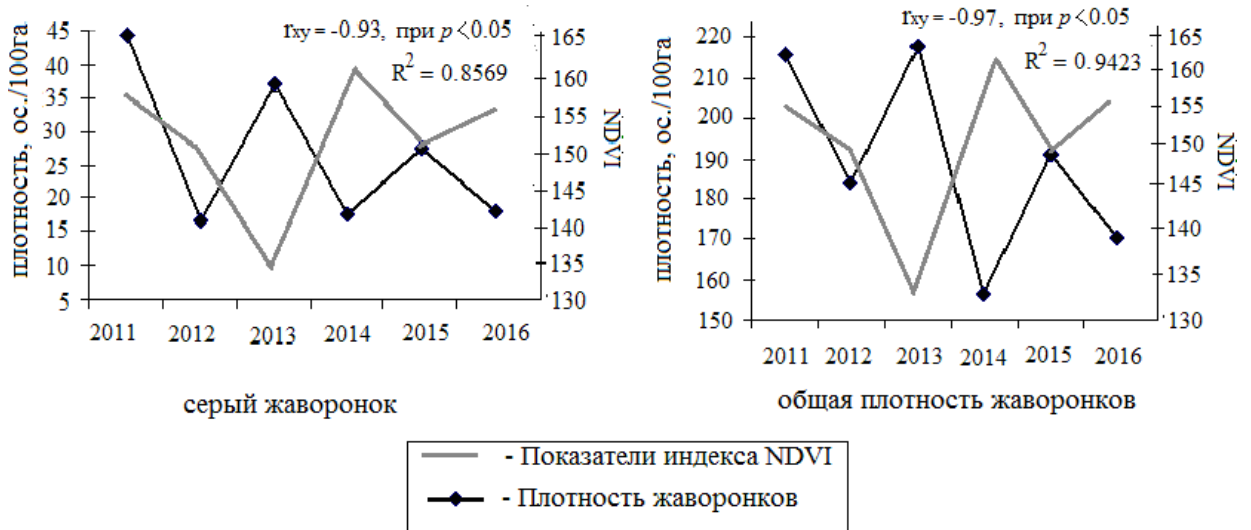 плотность, ос./100га
45
40
35
30
25
20
15
10
5
rxy = -0.93, при p<0.05
R² = 0.8569
165
160
155
150
145
140
135
130
NDVI
2011 2012 2013 2014 2015 2016
серый жаворонок
плотность, ос./100га
220
210
200
190
180
170
160
150
rxy = -0.97, при p<0.05
R² = 0.9423
165
160
155
150
145
140
135
130
NDVI
2011 2012 2013 2014 2015 2016
общая плотность жаворонков
- Показатели индекса NDVI
- Плотность жаворонков